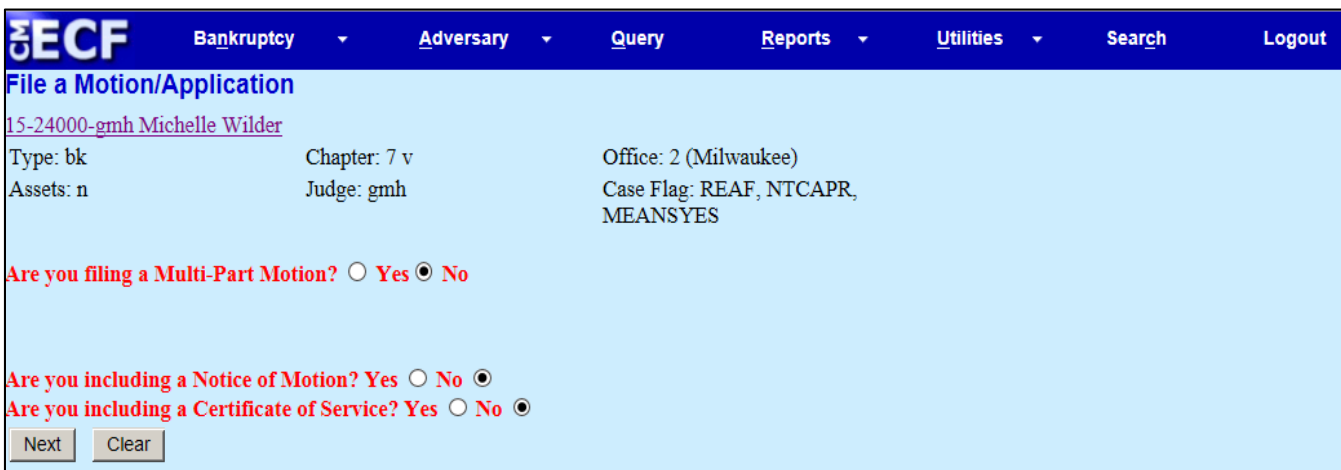 CM ECF Bankruptcy Adversary Query Reports Utilities Search Logout
File a Motion/Application
15-24000-gmh Michelle Wilder
Type: bk Chapter: 7 v Office: 2 (Milwaukee)
Assets: n Judge: gmh Case Flag: REAF, NTCAPR,
MEANSYES
Are you filing a Multi-Part Motion? Yes No
Are you including a Notice of Motion? Yes No
Are you including a Certificate of Service? Yes No
Next Clear